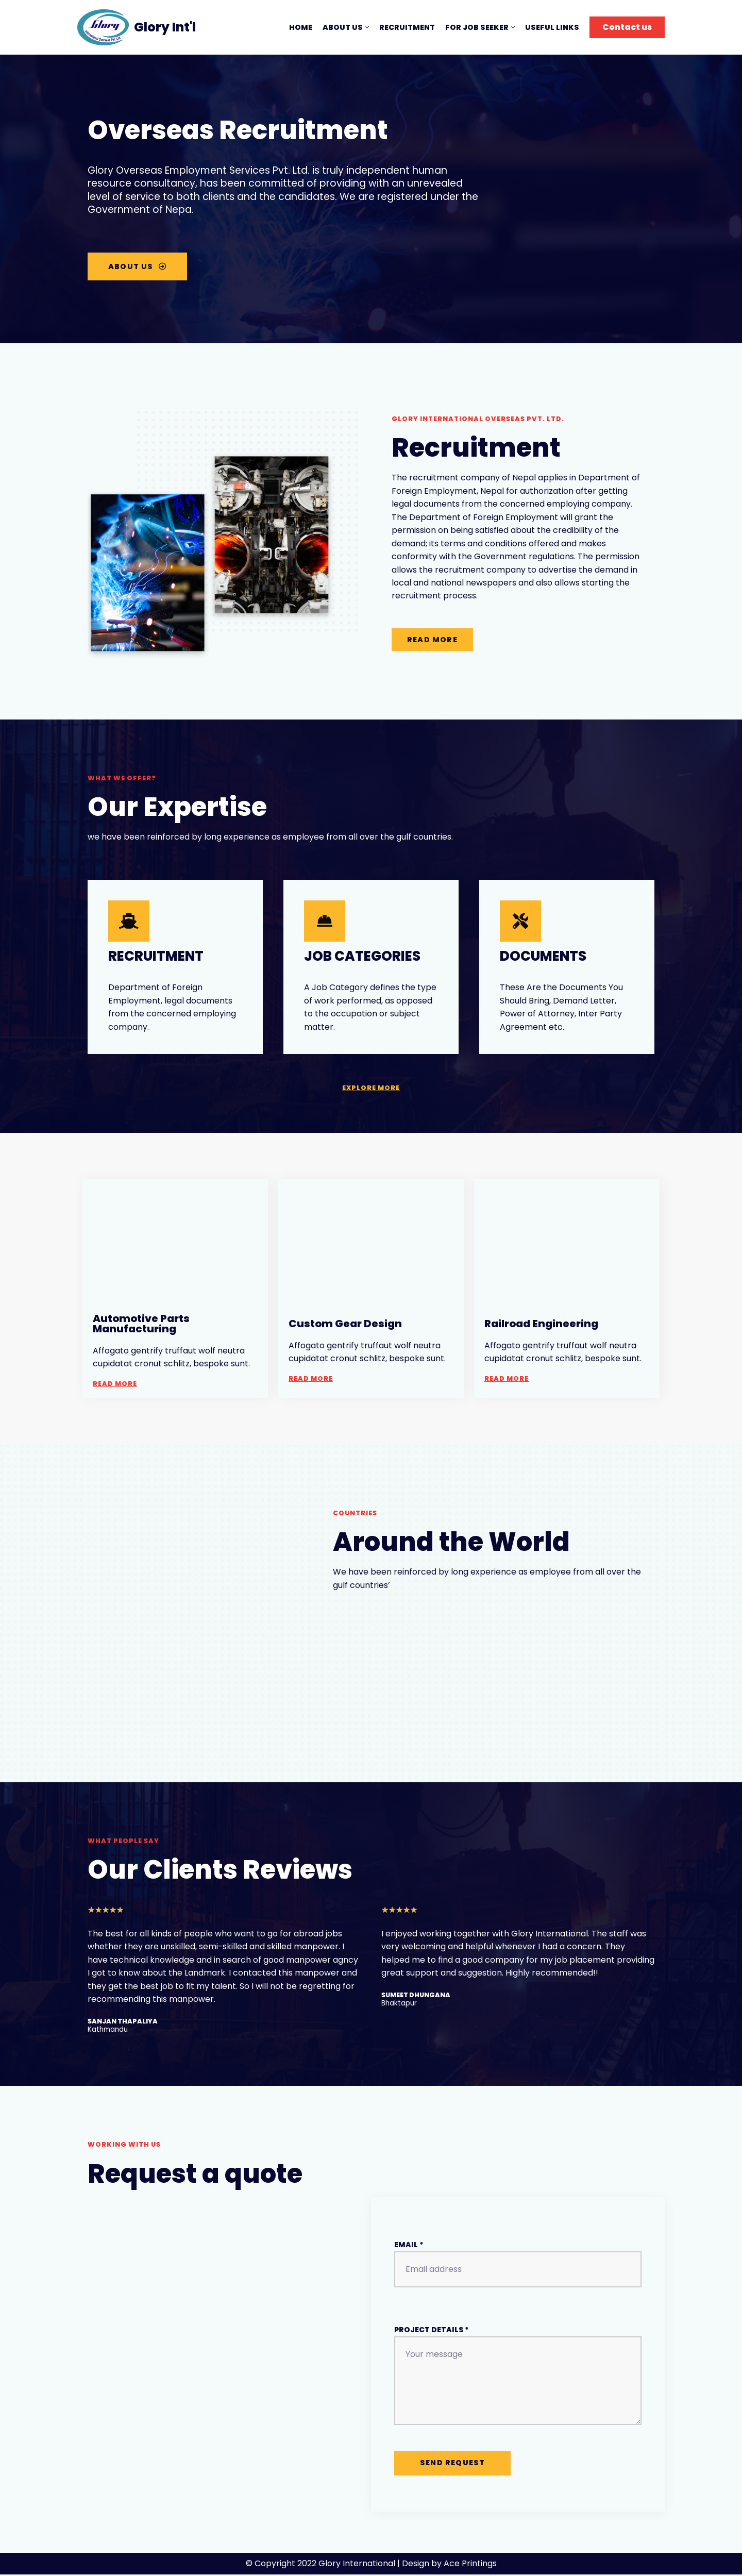 Glory
Glory Int'l
HOME
ABOUT US
RECRUITMENT
FOR JOB SEEKER
USEFUL LINKS
Contact us
Overseas Recruitment
Glory Overseas Employment Services Pvt. Ltd. is truly independent human
resource consultancy, has been committed of providing with an unrevealed
level of service to both clients and the candidates. We are registered under the
Government of Nepa.
ABOUT US
GLORY INTERNATIONAL OVERSEAS PVT. LTD.
Recruitment
The recruitment company of Nepal applies in Department of
Foreign Employment, Nepal for authorization after getting
legal documents from the concerned employing company.
The Department of Foreign Employment will grant the
permission on being satisfied about the credibility of the
demand; its terms and conditions offered and makes
conformity with the Government regulations. The permission
allows the recruitment company to advertise the demand in
local and national newspapers and also allows starting the
recruitment process.
READ MORE
WHAT WE OFFER?
Our Expertise
we have been reinforced by long experience as employee from all over the gulf countries.
RECRUITMENT
Department of Foreign
Employment, legal documents
from the concerned employing
company.
JOB CATEGORIES
A Job Category defines the type
of work performed, as opposed
to the occupation or subject
matter.
DOCUMENTS
These Are the Documents You
Should Bring, Demand Letter,
Power of Attorney, Inter Party
Agreement etc.
EXPLORE MORE
Automotive Parts
Manufacturing
Affogato gentrify truffaut wolf neutra
cupidatat cronut schlitz, bespoke sunt.
READ MORE
Custom Gear Design
Affogato gentrify truffaut wolf neutra
cupidatat cronut schlitz, bespoke sunt.
READ MORE
Railroad Engineering
Affogato gentrify truffaut wolf neutra
cupidatat cronut schlitz, bespoke sunt.
READ MORE
COUNTRIES
Around the World
We have been reinforced by long experience as employee from all over the
gulf countries'
WHAT PEOPLE SAY
Our Clients Reviews
★★★★★
The best for all kinds of people who want to go for abroad jobs
whether they are unskilled, semi-skilled and skilled manpower. I
have technical knowledge and in search of good manpower agncy
I got to know about the Landmark. I contacted this manpower and
they get the best job to fit my talent. So I will not be regretting for
recommending this manpower.
SANJAN THAPALIYA
Kathmandu
★★★★★
I enjoyed working together with Glory International. The staff was
very welcoming and helpful whenever I had a concern. They
helped me to find a good company for my job placement providing
great support and suggestion. Highly recommended!!
SUMEET DHUNGANA
Bhaktapur
WORKING WITH US
Request a quote
EMAIL *
Email address
PROJECT DETAILS *
Your message
SEND REQUEST
© Copyright 2022 Glory International | Design by Ace Printings